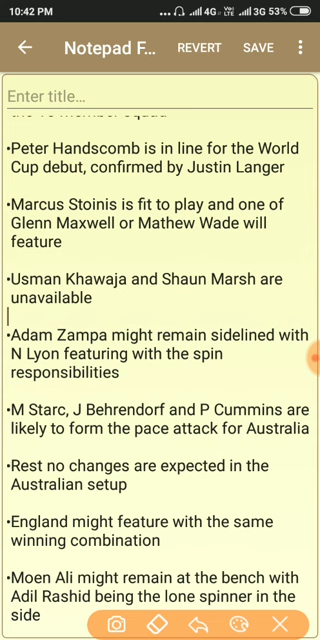 10:42 PM ... 4G VoLTE 3G 53%
Notepad F... REVERT SAVE
Enter title...
•Peter Handscomb is in line for the World
Cup debut, confirmed by Justin Langer
•Marcus Stoinis is fit to play and one of
Glenn Maxwell or Mathew Wade will
feature
•Usman Khawaja and Shaun Marsh are
unavailable
•Adam Zampa might remain sidelined with
N Lyon featuring with the spin
responsibilities
•M Starc, J Behrendorf and P Cummins are
likely to form the pace attack for Australia
•Rest no changes are expected in the
Australian setup
•England might feature with the same
winning combination
•Moen Ali might remain at the bench with
Adil Rashid being the lone spinner in the
side